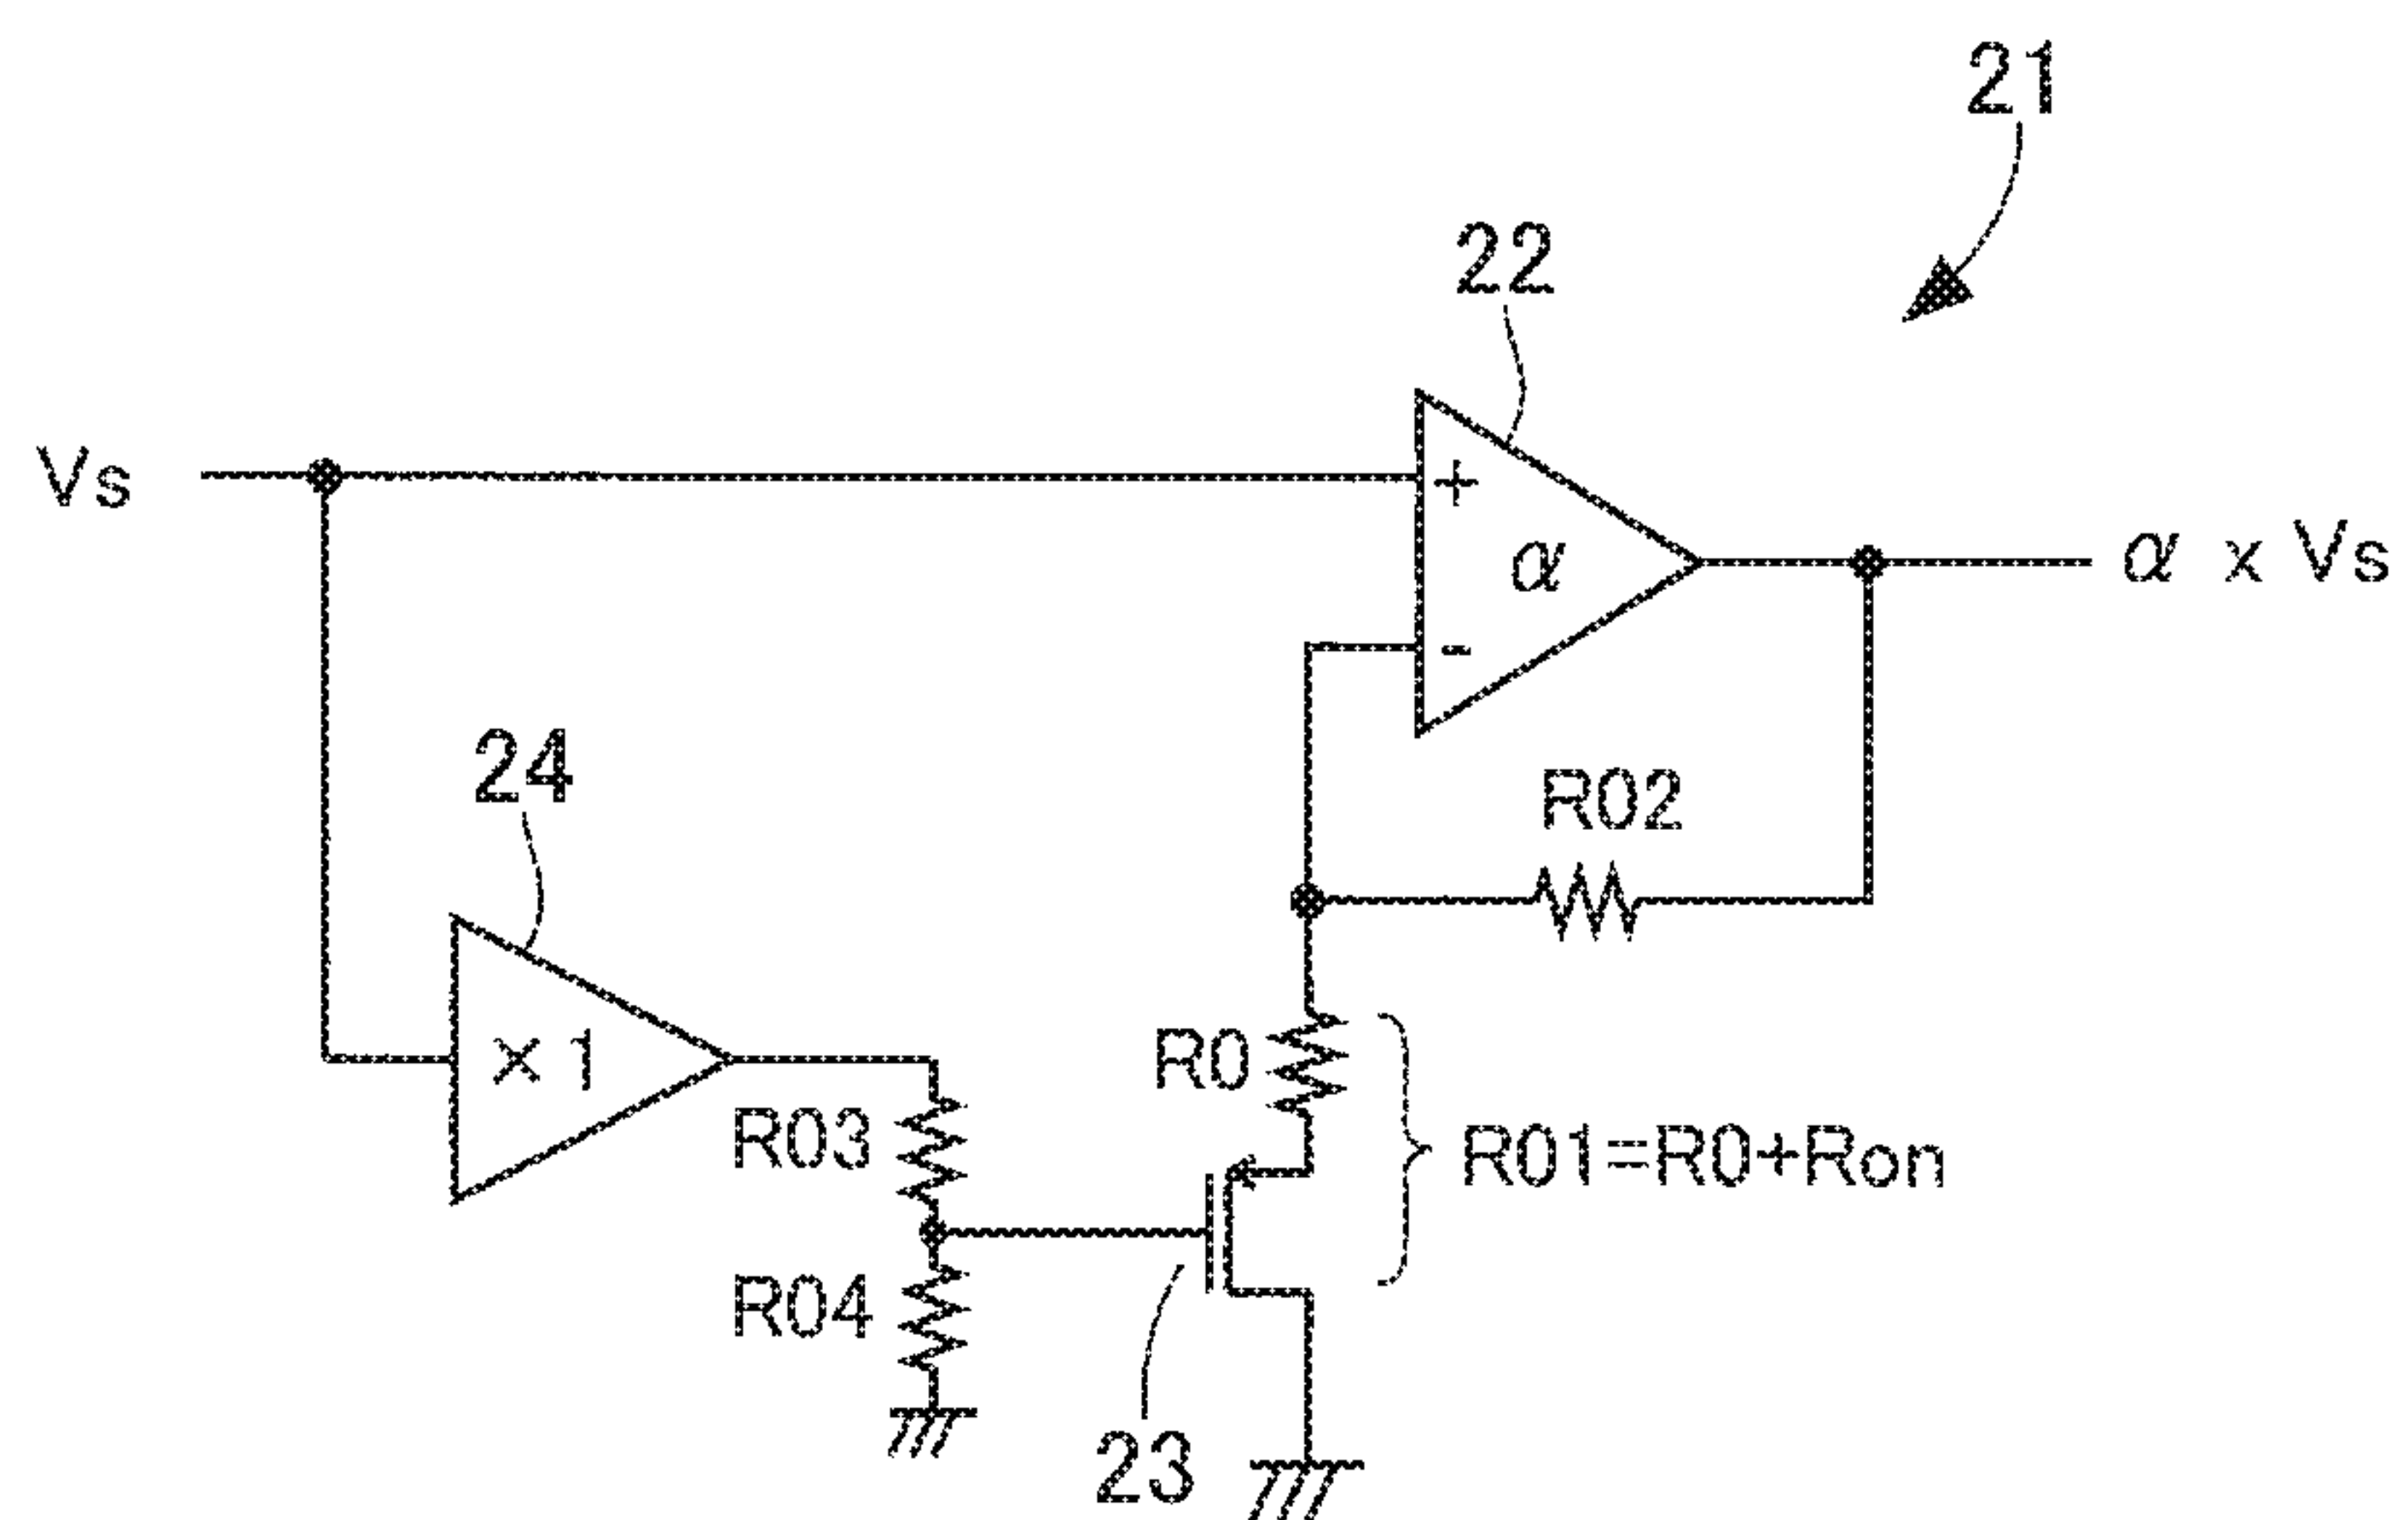 21
22
Vs
+
α
α x Vs
-
24
R02
×1
R0
R03
R01=R0+Ron
R04
23